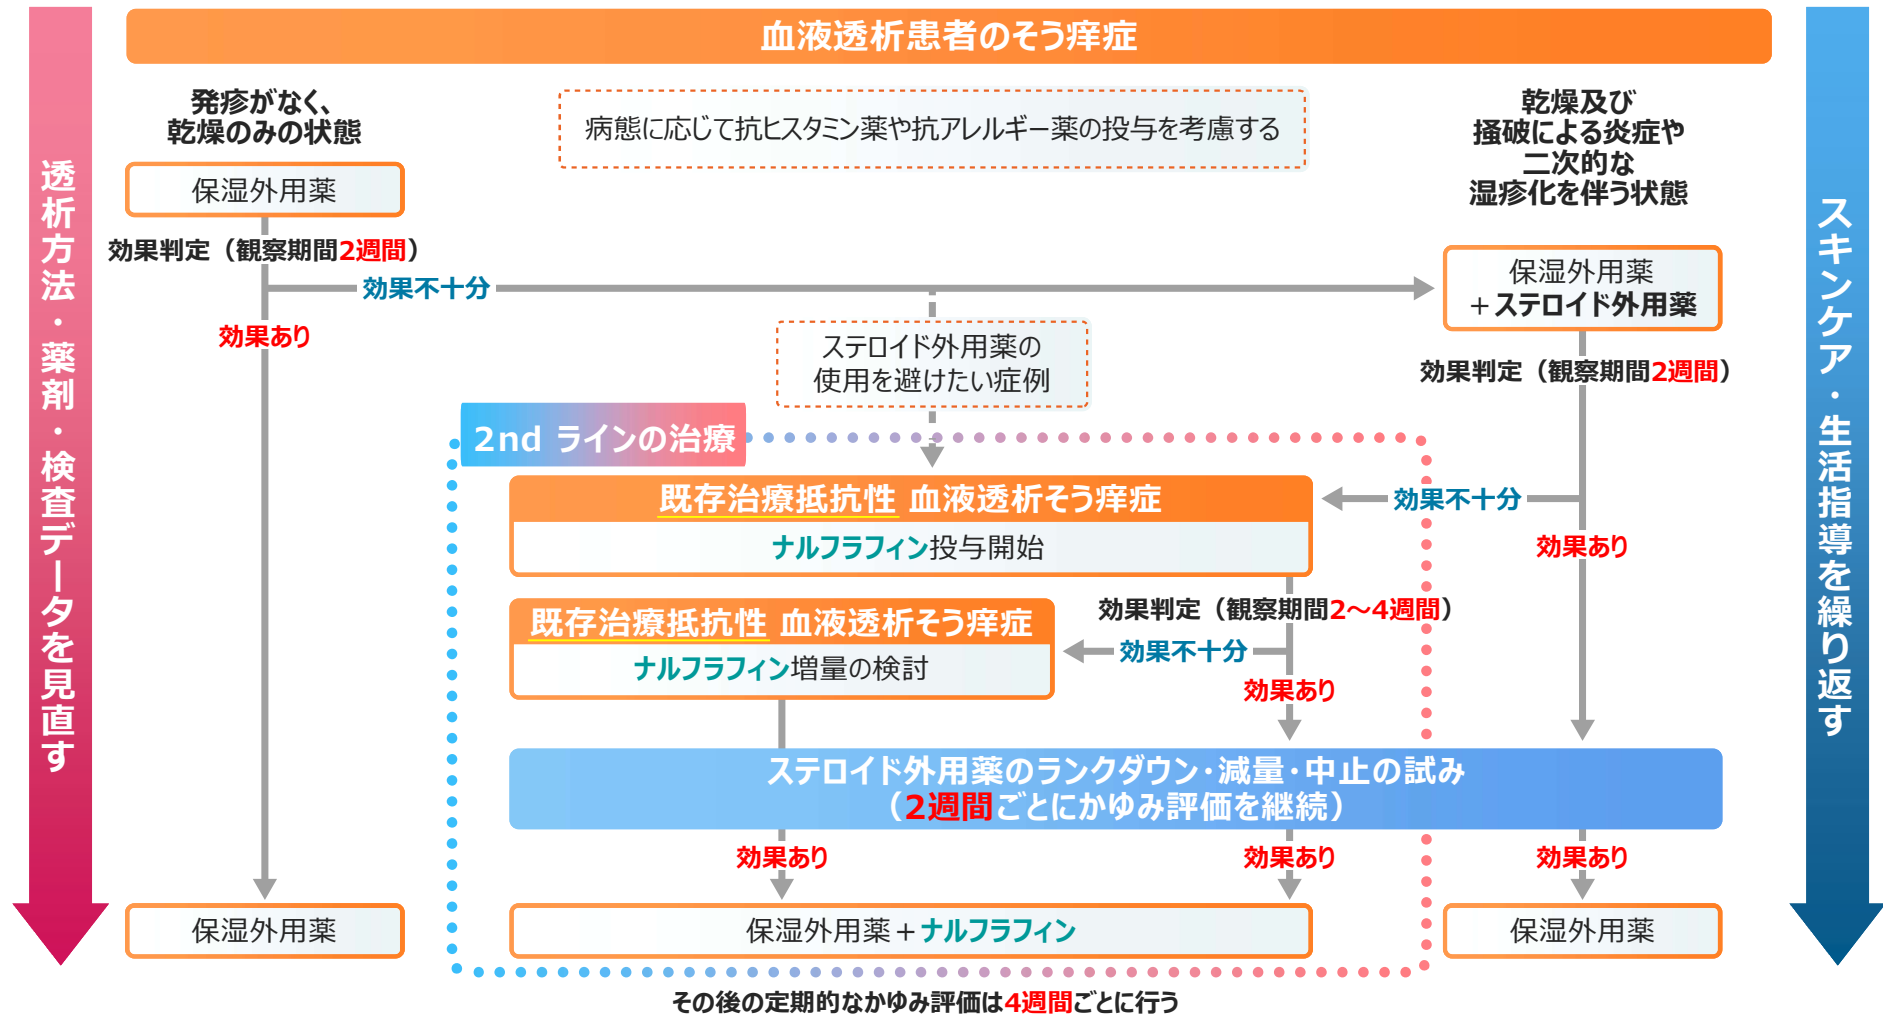 血液透析患者のそう痒症
透析方法・薬剤・検査データを見直す
スキンケア・生活指導を繰り返す
発疹がなく、
乾燥のみの状態
病態に応じて抗ヒスタミン薬や抗アレルギー薬の投与を考慮する
乾燥及び
掻破による炎症や
二次的な
湿疹化を伴う状態
保湿外用薬
効果判定（観察期間2週間）
効果不十分
効果あり
保湿外用薬
＋ステロイド外用薬
効果判定（観察期間2週間）
ステロイド外用薬の
使用を避けたい症例
2nd ラインの治療
既存治療抵抗性 血液透析そう痒症
ナルフラフィン投与開始
効果不十分
効果あり
効果判定（観察期間2〜4週間）
既存治療抵抗性 血液透析そう痒症
ナルフラフィン増量の検討
効果不十分
効果あり
ステロイド外用薬のランクダウン・減量・中止の試み
（2週間ごとにかゆみ評価を継続）
効果あり
効果あり
効果あり
保湿外用薬
保湿外用薬＋ナルフラフィン
保湿外用薬
その後の定期的なかゆみ評価は4週間ごとに行う